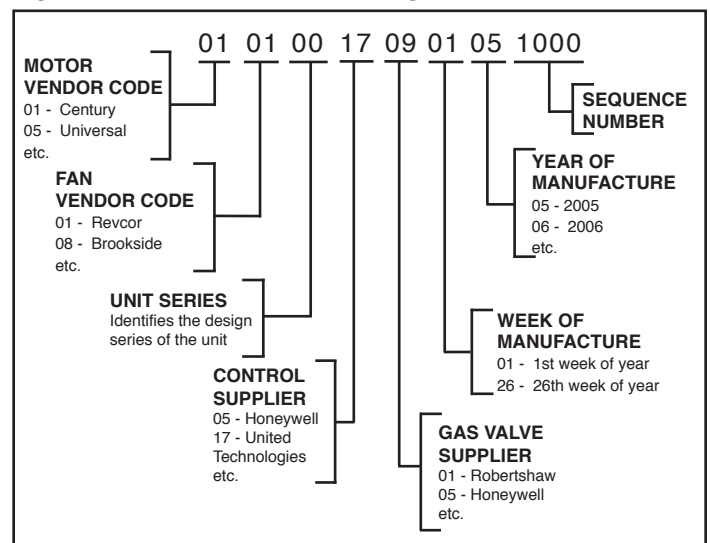 01 01 00 17 09 01 05 1000
MOTOR
VENDOR CODE
01 - Century
05 - Universal
etc.
FAN
VENDOR CODE
01 - Revcor
08 - Brookside
etc.
UNIT SERIES
Identifies the design
series of the unit
CONTROL
SUPPLIER
05 - Honeywell
17 - United
Technologies
etc.
SEQUENCE
NUMBER
YEAR OF
MANUFACTURE
05 - 2005
06 - 2006
etc.
WEEK OF
MANUFACTURE
01 - 1st week of year
26 - 26th week of year
GAS VALVE
SUPPLIER
01 - Robertshaw
05 - Honeywell
etc.